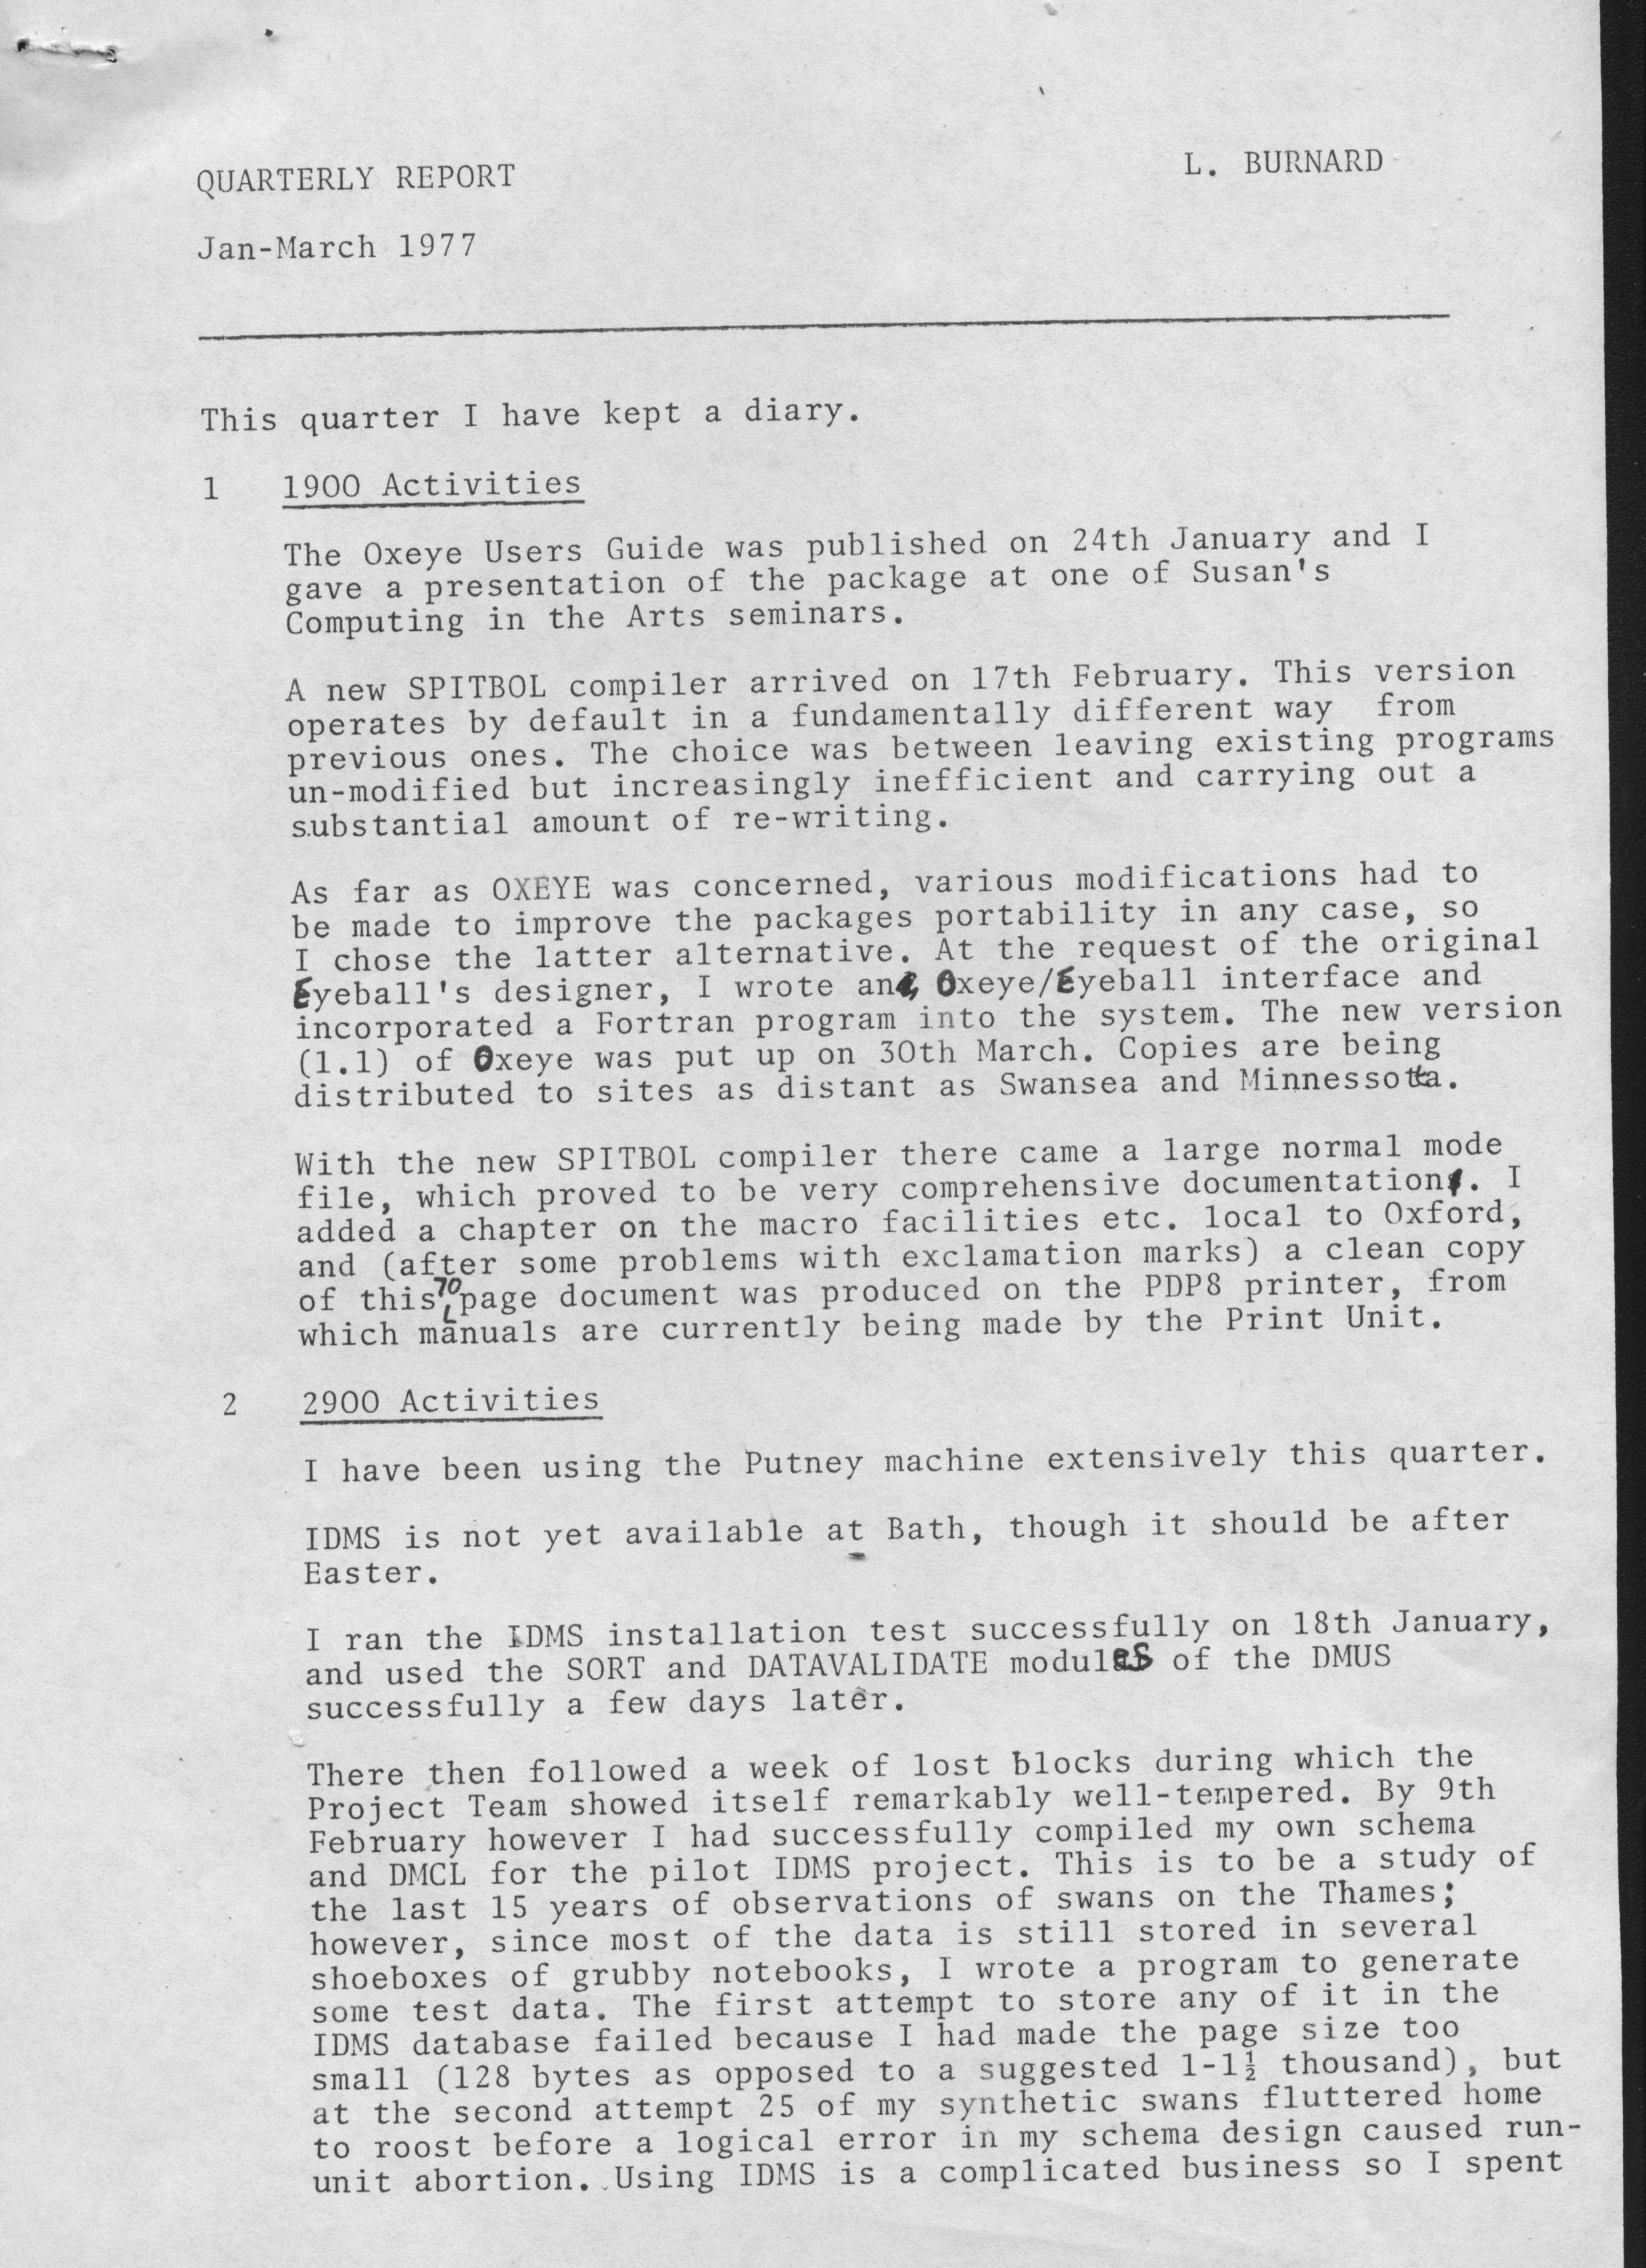 QUARTERLY REPORT L. BURNARD
Jan-March 1977
This quarter I have kept a diary.
1 1900 Activities
The Oxeye Users Guide was published on 24th January and I
gave a presentation of the package at one of Susan's
Computing in the Arts seminars.
A new SPITBOL compiler arrived on 17th February. This version
operates by default in a fundamentally different way from
previous ones. The choice was between leaving existing programs
un-modified but increasingly inefficient and carrying out a
substantial amount of re-writing.
As far as OXEYE was concerned, various modifications had to
be made to improve the packages portability in any case, so
I chose the latter alternative. At the request of the original
Eyeball's designer, I wrote an Oxeye/Eyeball interface and
incorporated a Fortran program into the system. The new version
(1.1) of Oxeye was put up on 30th March. Copies are being
distributed to sites as distant as Swansea and Minnessotta.
With the new SPITBOL compiler there came a large normal mode
file, which proved to be very comprehensive documentation. I
added a chapter on the macro facilities etc. local to Oxford,
and (after some problems with exclamation marks) a clean copy
of this 70 page document was produced on the PDP8 printer, from
which manuals are currently being made by the Print Unit.
2 2900 Activities
I have been using the Putney machine extensively this quarter.
IDMS is not yet available at Bath, though it should be after
Easter.
I ran the IDMS installation test successfully on 18th January,
and used the SORT and DATAVALIDATE modules of the DMUS
successfully a few days later.
There then followed a week of lost blocks during which the
Project Team showed itself remarkably well-tempered. By 9th
February however I had successfully compiled my own schema
and DMCL for the pilot IDMS project. This is to be a study of
the last 15 years of observations of swans on the Thames;
however, since most of the data is still stored in several
shoeboxes of grubby notebooks, I wrote a program to generate
some test data. The first attempt to store any of it in the
IDMS database failed because I had made the page size too
small (128 bytes as opposed to a suggested 1-1½ thousand), but
at the second attempt 25 of my synthetic swans fluttered home
to roost before a logical error in my schema design caused run-
unit abortion. Using IDMS is a complicated business so I spent